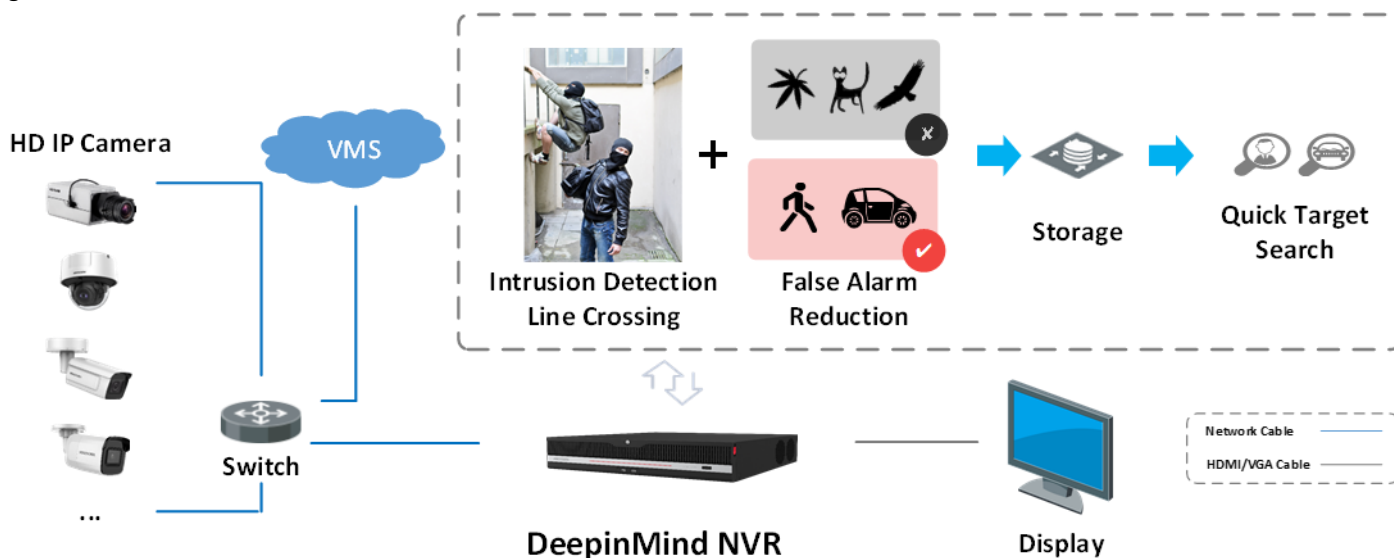 HD IP Camera
VMS
Intrusion Detection
Line Crossing
False Alarm
Reduction
Storage
Quick Target
Search
Switch
...
DeepinMind NVR
Display
Network Cable
HDMI/VGA Cable